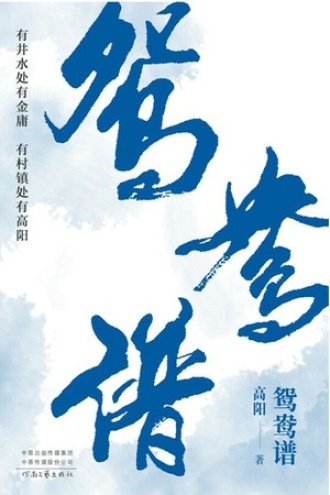 有井水处有金庸 有村镇处有高阳
鸳
鸯
谱
鸳鸯谱
高阳——著
中原出版传媒集团
中原传媒股份公司
河南文艺出版社